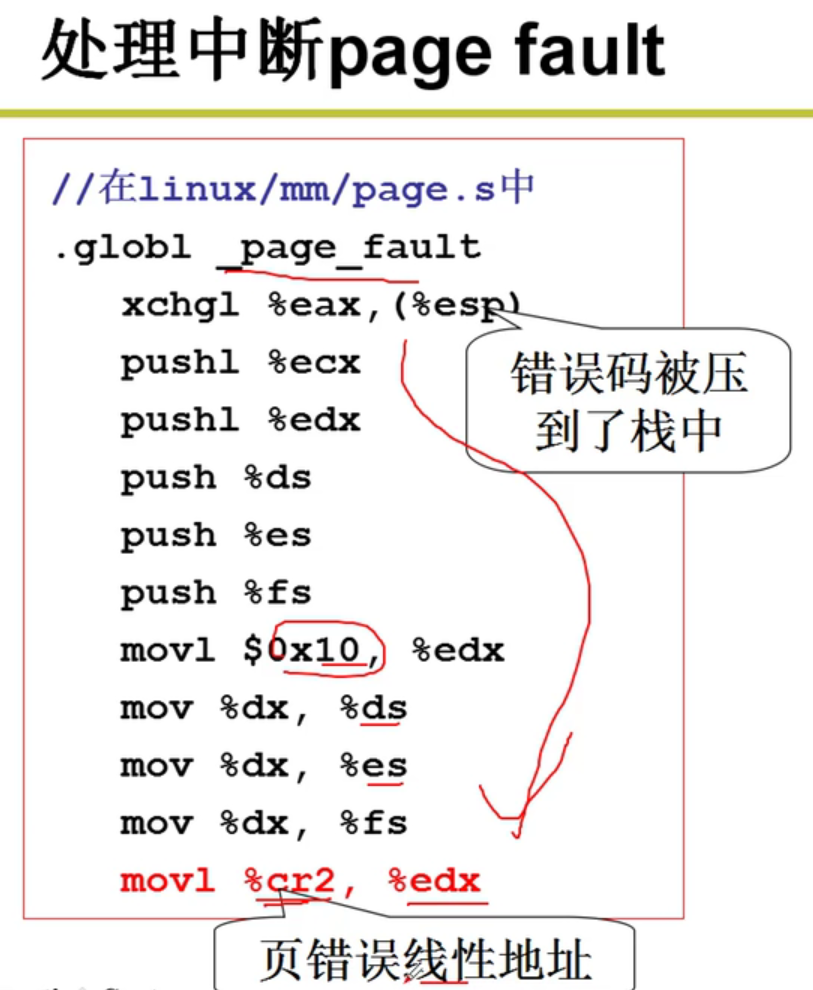 处理中断page fault
//在linux/mm/page.s中
.globl _page_fault
xchgl %eax,(%esp)
错误码被压
到了栈中
pushl %ecx
pushl %edx
push %ds
push %es
push %fs
movl $0x10, %edx
mov %dx, %ds
mov %dx, %es
mov %dx, %fs
movl %cr2, %edx
页错误线性地址